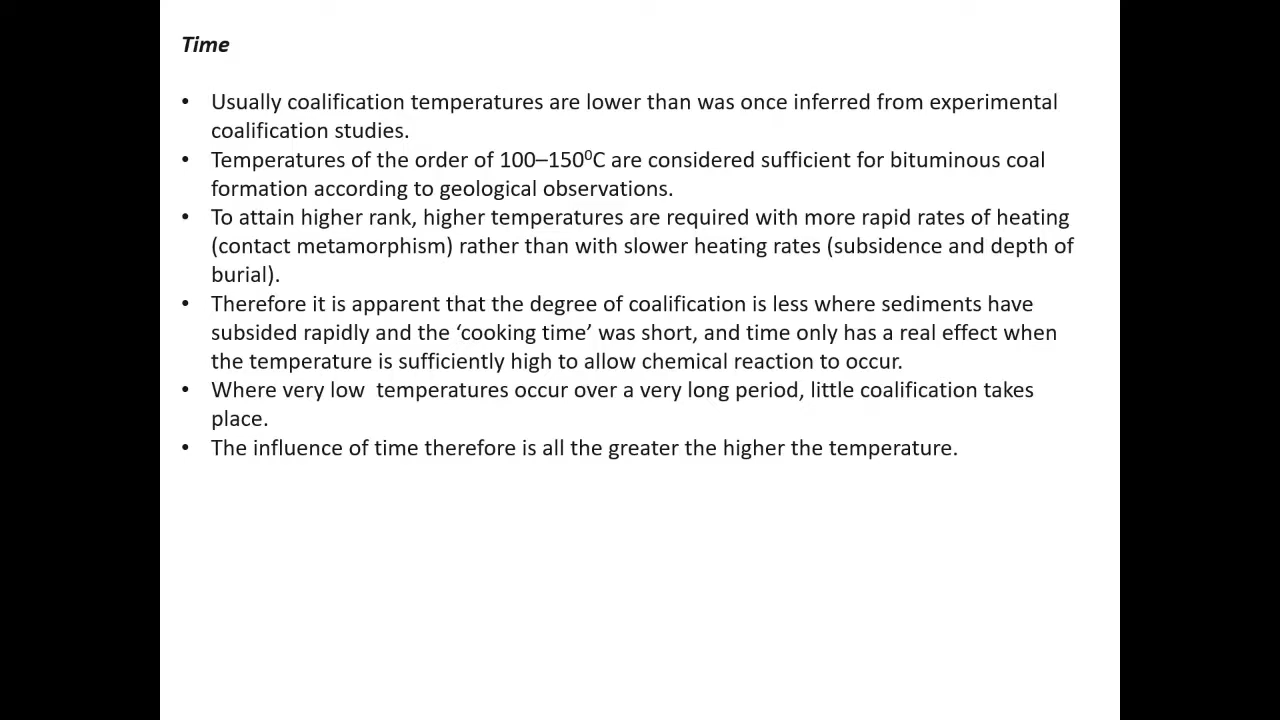 Time
• Usually coalification temperatures are lower than was once inferred from experimental
coalification studies.
• Temperatures of the order of 100–150⁰C are considered sufficient for bituminous coal
formation according to geological observations.
• To attain higher rank, higher temperatures are required with more rapid rates of heating
(contact metamorphism) rather than with slower heating rates (subsidence and depth of
burial).
• Therefore it is apparent that the degree of coalification is less where sediments have
subsided rapidly and the ‘cooking time’ was short, and time only has a real effect when
the temperature is sufficiently high to allow chemical reaction to occur.
• Where very low  temperatures occur over a very long period, little coalification takes
place.
• The influence of time therefore is all the greater the higher the temperature.